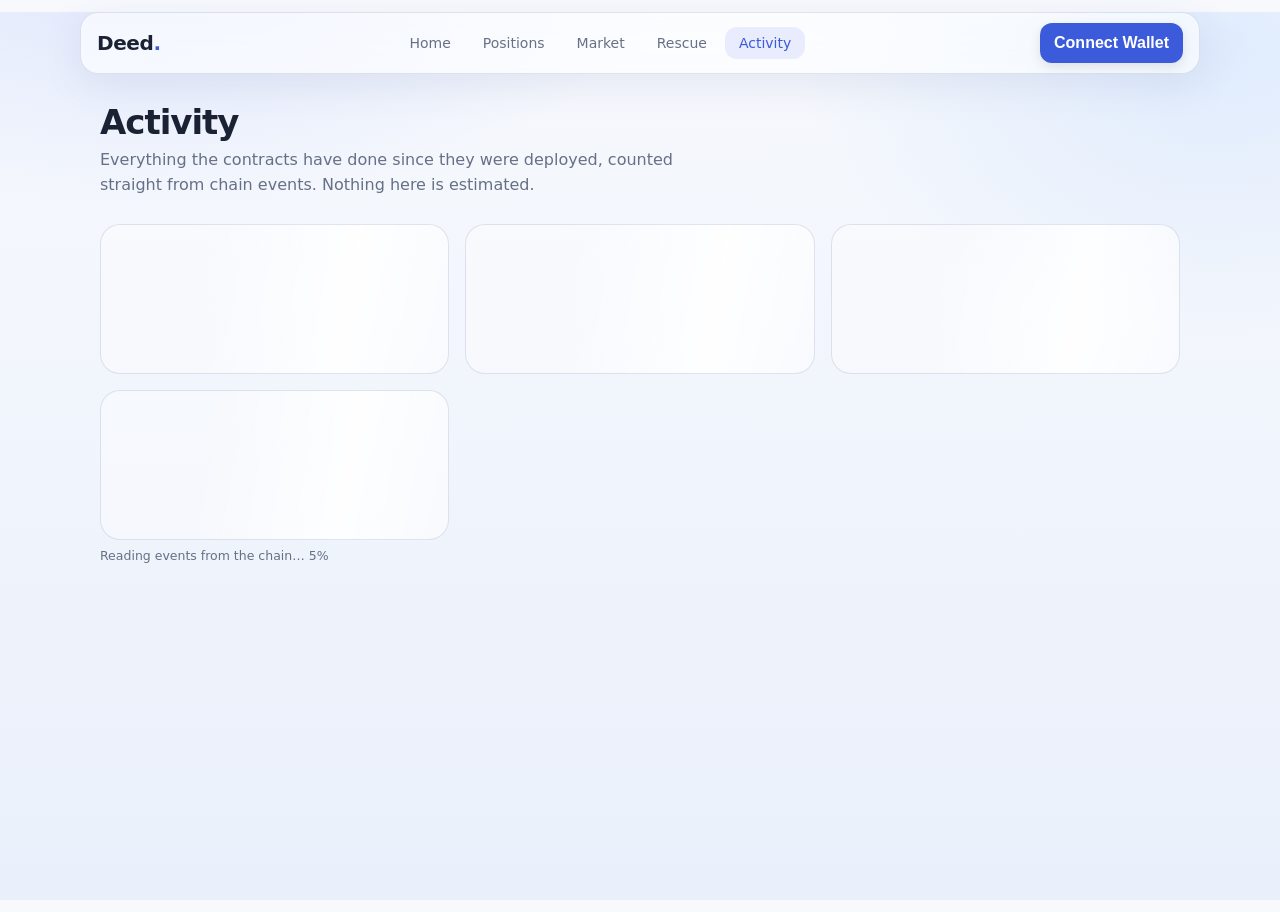 Deed.
Home
Positions
Market
Rescue
Activity
Connect Wallet
Activity
Everything the contracts have done since they were deployed, counted
straight from chain events. Nothing here is estimated.
Reading events from the chain… 5%